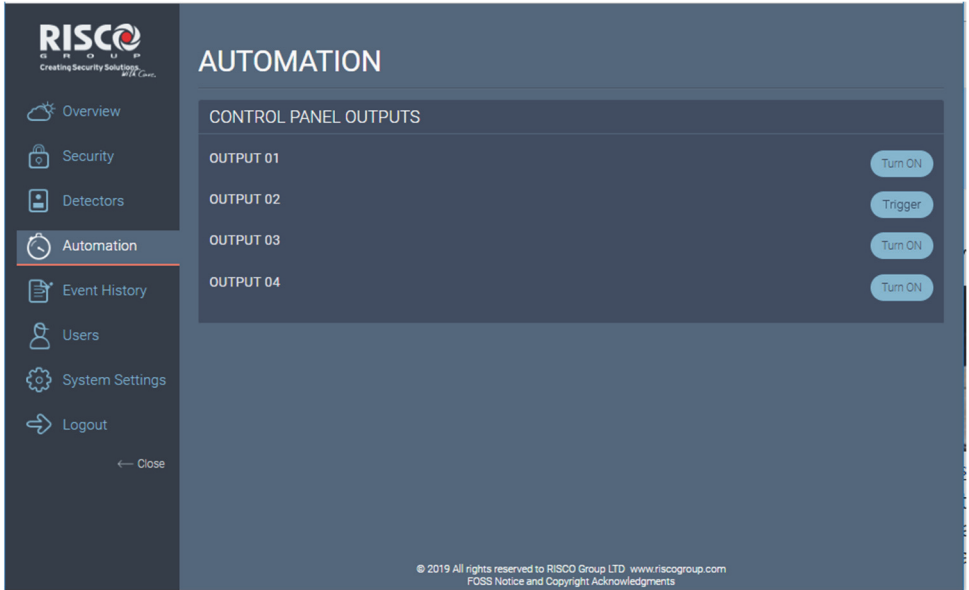 RISCO
GROUP
Creating Security Solutions
With Care.
Overview
Security
Detectors
Automation
Event History
Users
System Settings
Logout
← Close
AUTOMATION
CONTROL PANEL OUTPUTS
OUTPUT 01 Turn ON
OUTPUT 02 Trigger
OUTPUT 03 Turn ON
OUTPUT 04 Turn ON
© 2019 All rights reserved to RISCO Group LTD www.riscogroup.com
FOSS Notice and Copyright Acknowledgments